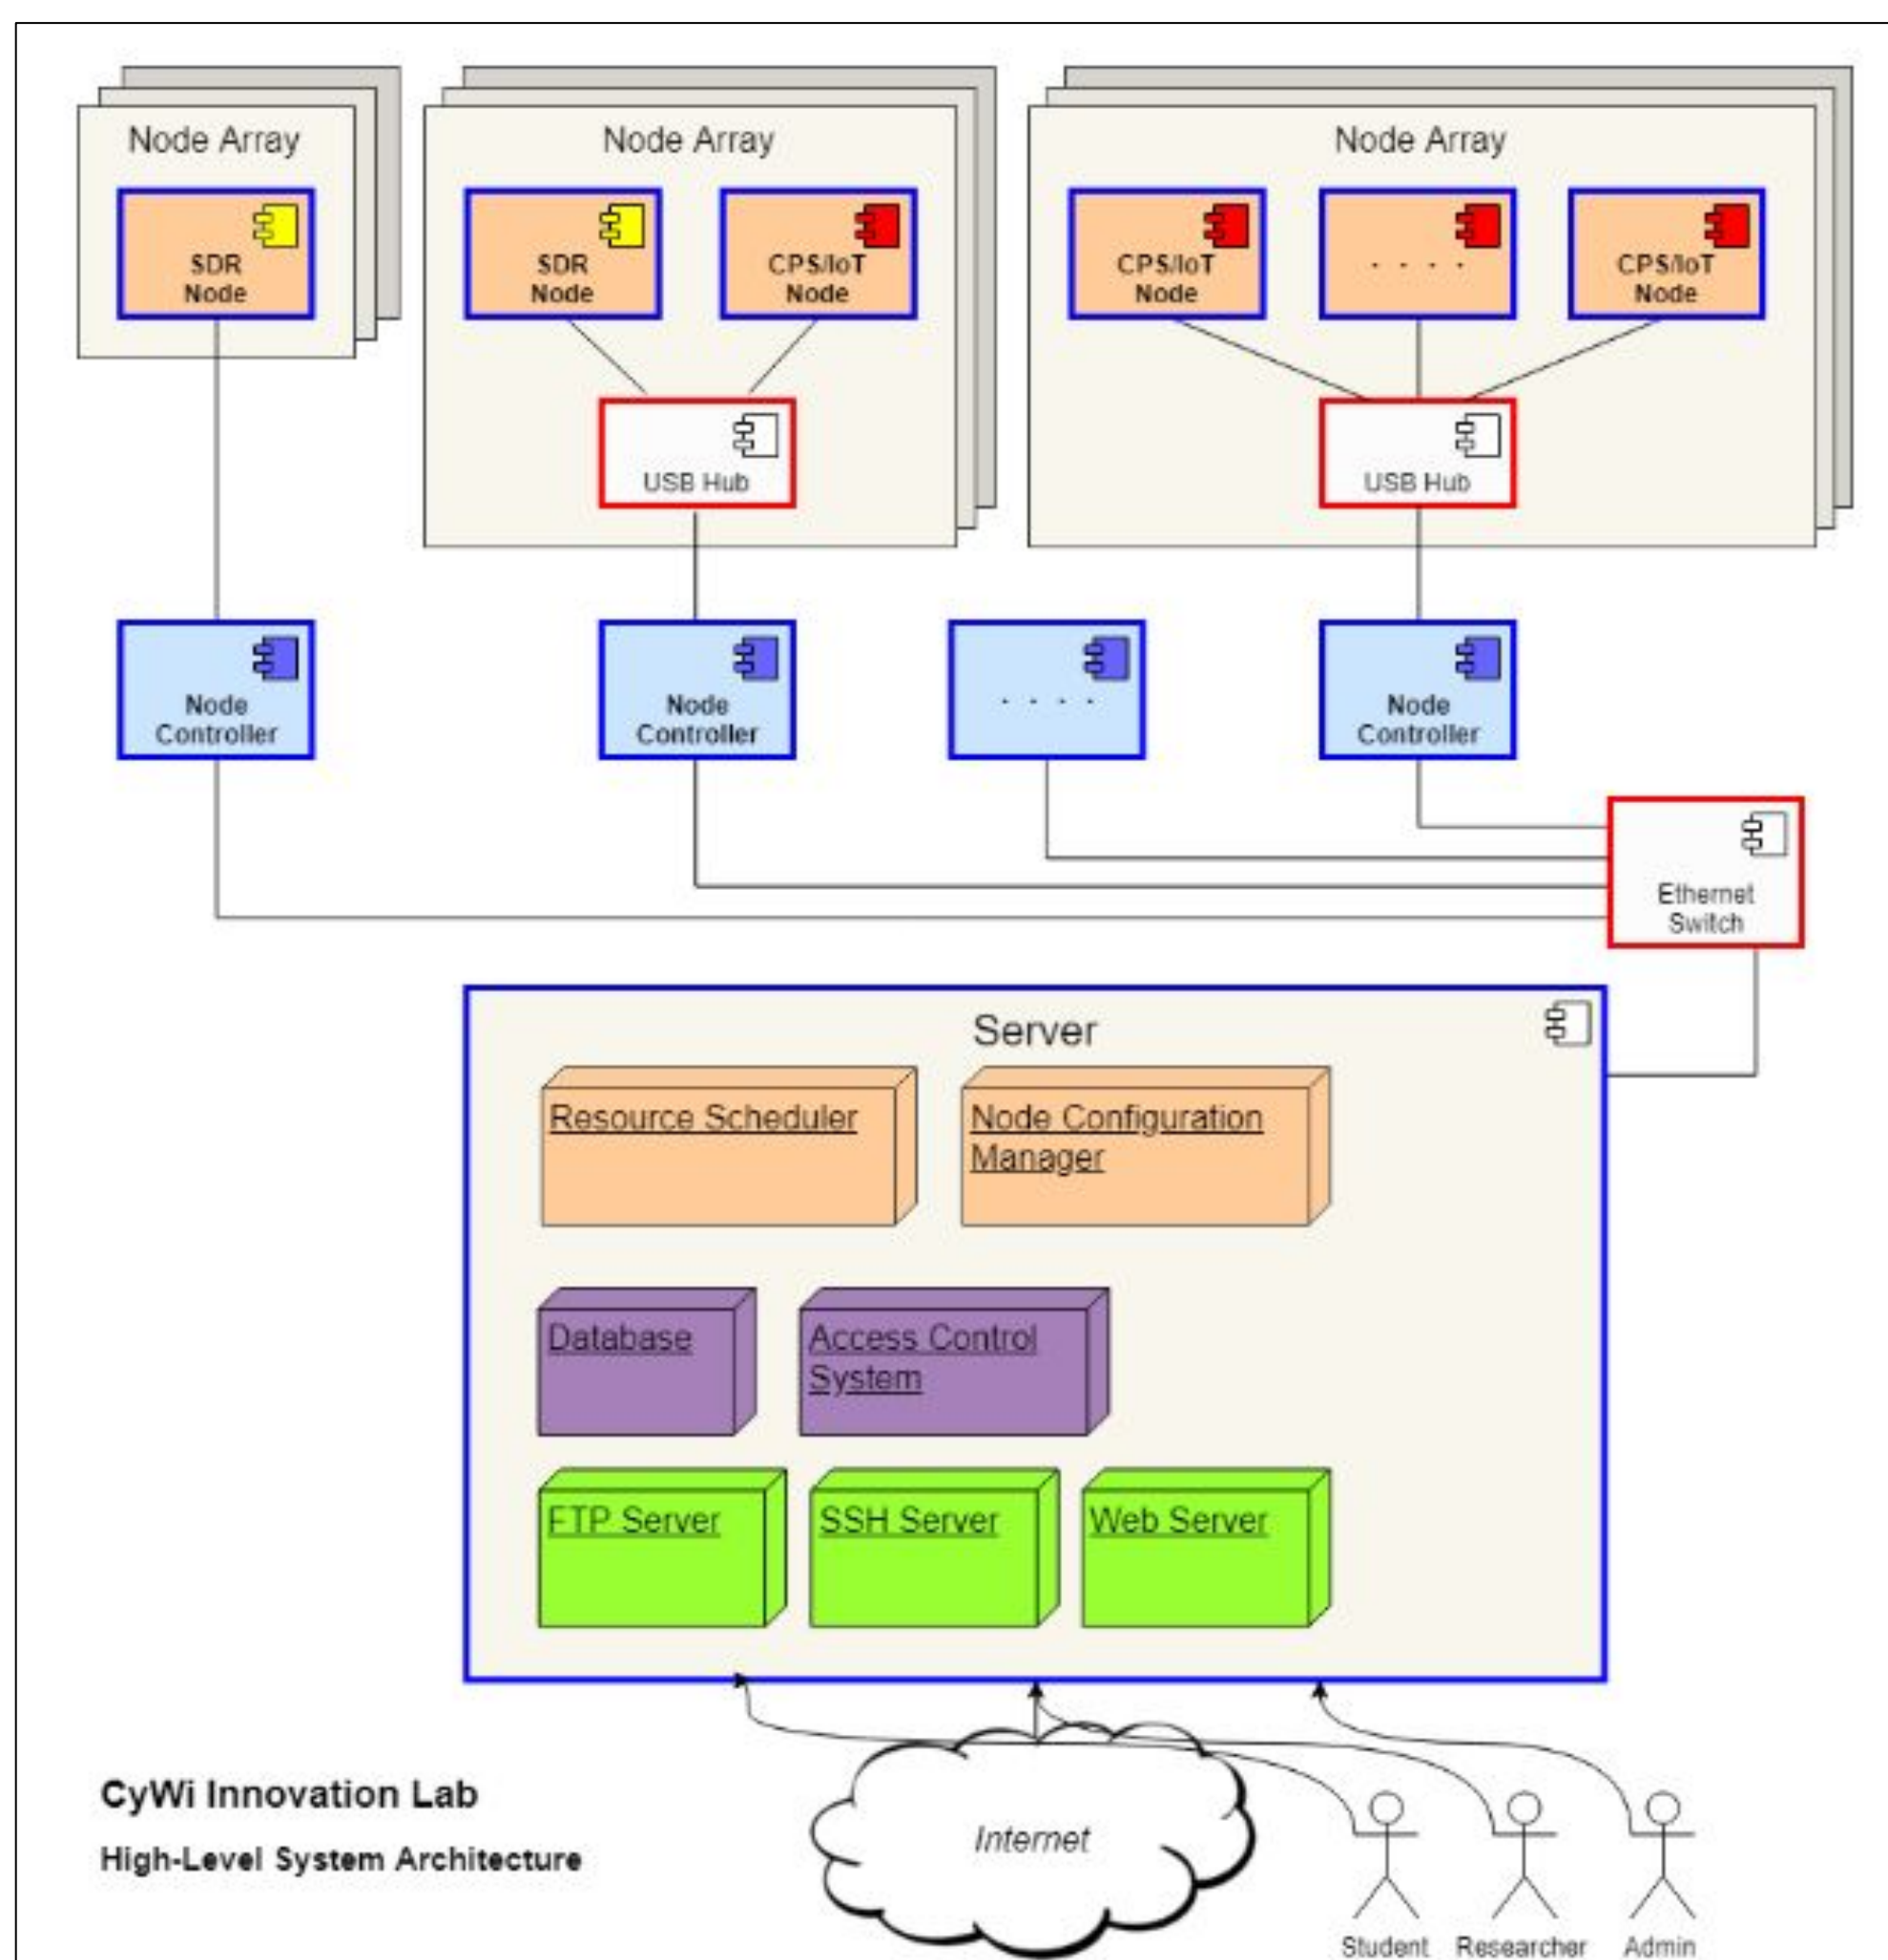 Node Array
Node Array
Node Array
SDR
Node
SDR
Node
CPS/IoT
Node
CPS/IoT
Node
. . . .
CPS/IoT
Node
USB Hub
USB Hub
Node
Controller
Node
Controller
. . . .
Node
Controller
Ethernet
Switch
Server
Resource Scheduler
Node Configuration
Manager
Database
Access Control
System
FTP Server
SSH Server
Web Server
CyWi Innovation Lab
High-Level System Architecture
Internet
Student
Researcher
Admin